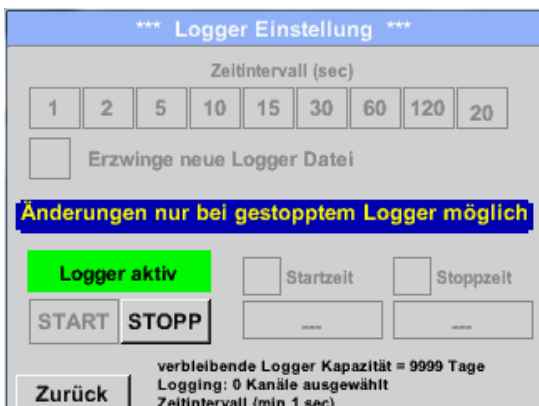 *** Logger Einstellung ***
Zeitintervall (sec)
1 2 5 10 15 30 60 120 20
Erzwinge neue Logger Datei
Änderungen nur bei gestopptem Logger möglich
Logger aktiv Startzeit Stoppzeit
START STOPP --- ---
verbleibende Logger Kapazität = 9999 Tage
Zurück Logging: 0 Kanäle ausgewählt
Zeitintervall (min 1 sec)